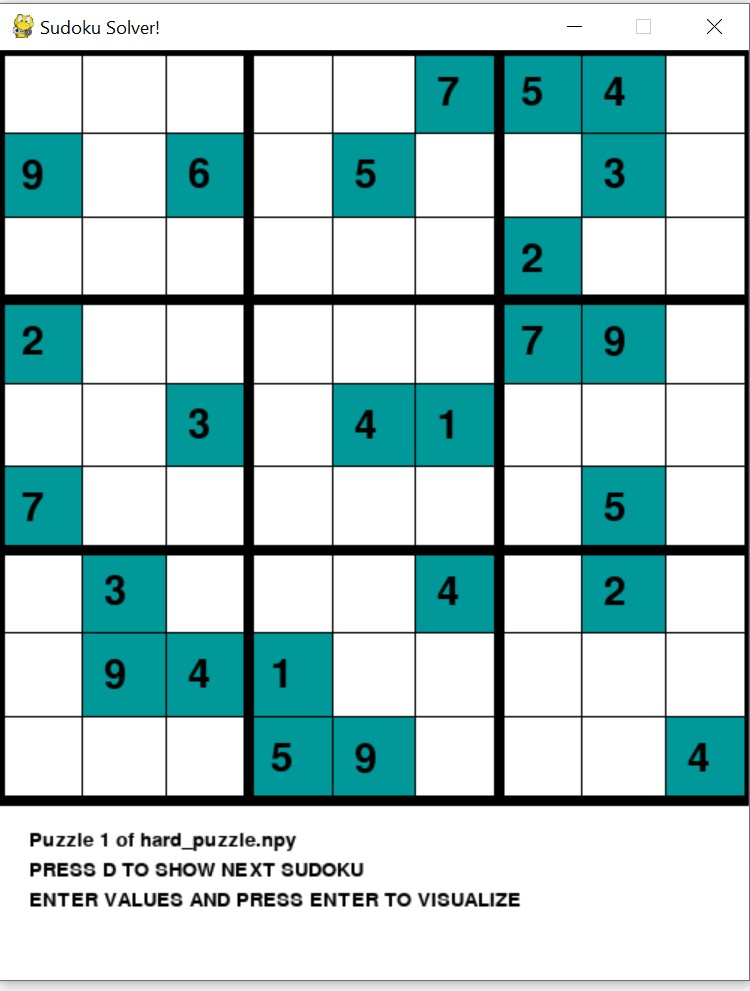 Sudoku Solver!
7 5 4
9 6 5 3
2
2 7 9
3 4 1
7 5
3 4 2
9 4 1
5 9 4
Puzzle 1 of hard_puzzle.npy
PRESS D TO SHOW NEXT SUDOKU
ENTER VALUES AND PRESS ENTER TO VISUALIZE